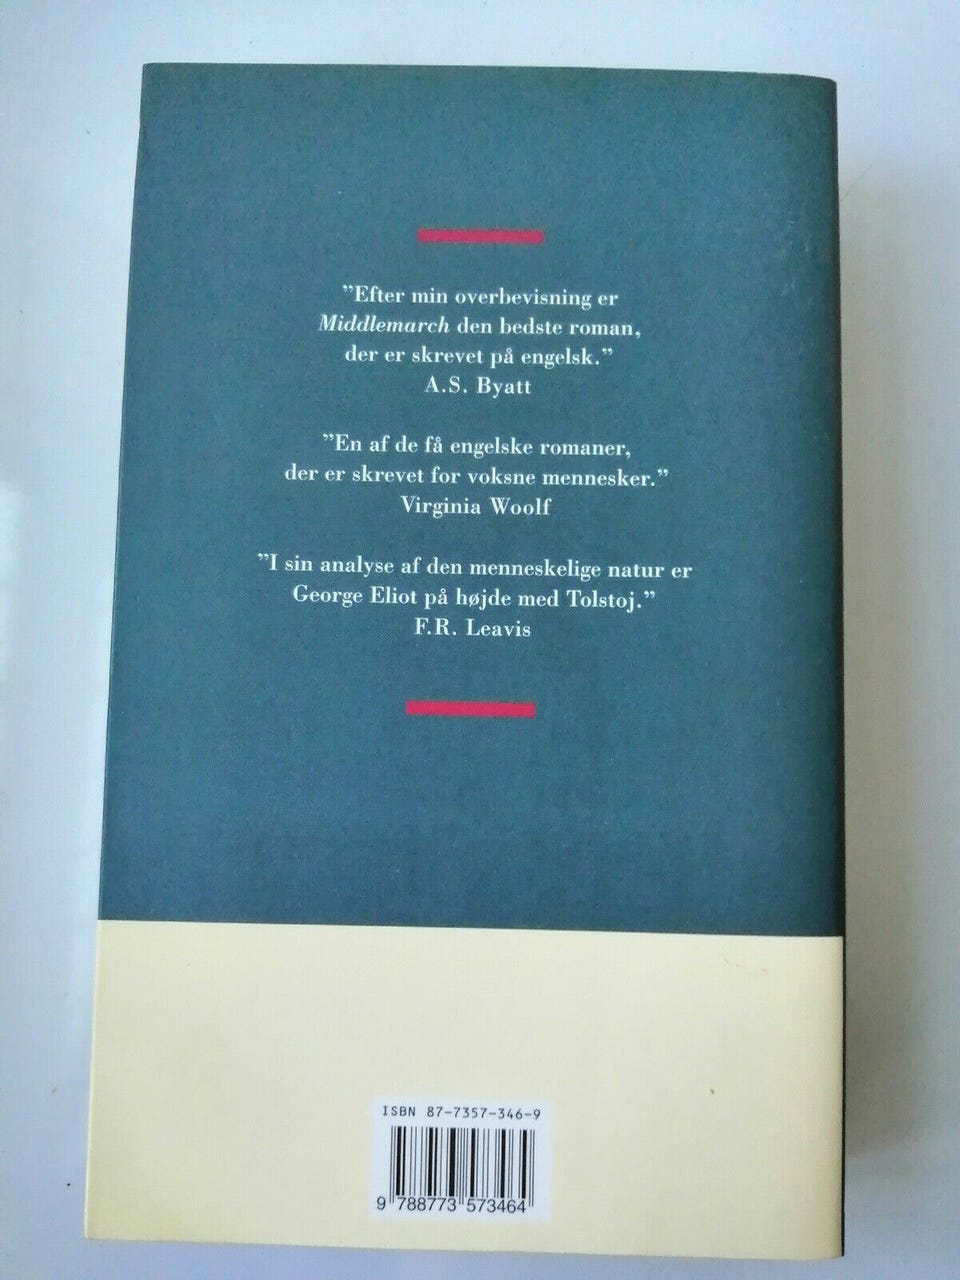 ”Efter min overbevisning er
Middlemarch den bedste roman,
der er skrevet på engelsk.”
A.S. Byatt
”En af de få engelske romaner,
der er skrevet for voksne mennesker.”
Virginia Woolf
”I sin analyse af den menneskelige natur er
George Eliot på højde med Tolstoj.”
F.R. Leavis
ISBN 87-7357-346-9
9 788773 573464